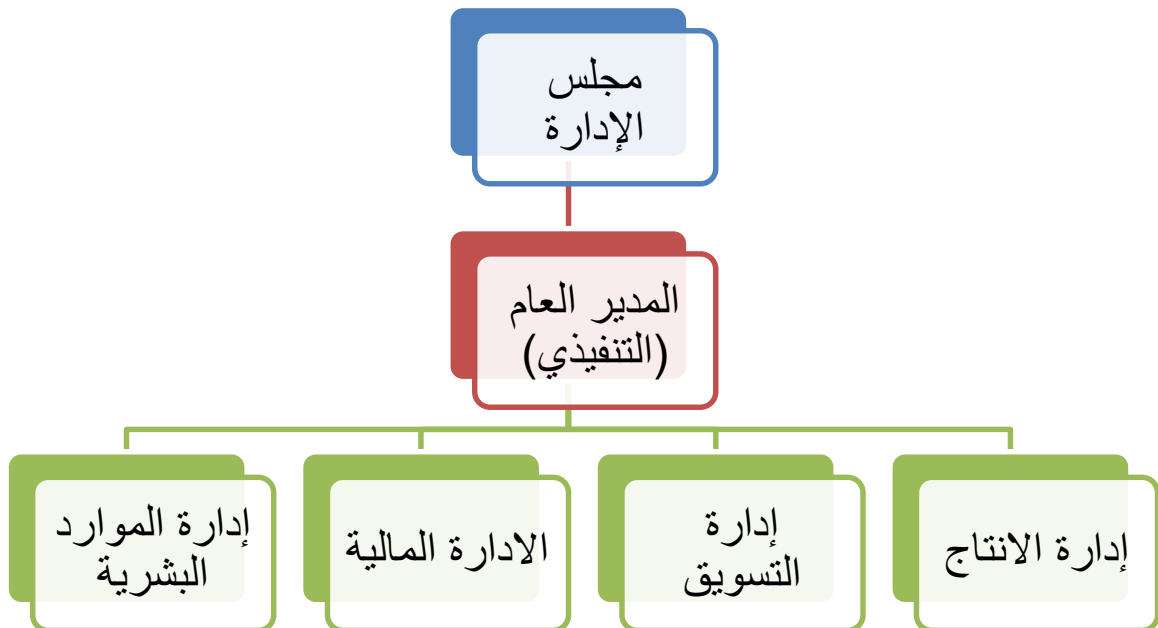 مجلس
الإدارة
المدير العام
(التنفيذي)
إدارة الانتاج
إدارة
التسويق
الادارة المالية
إدارة الموارد
البشرية